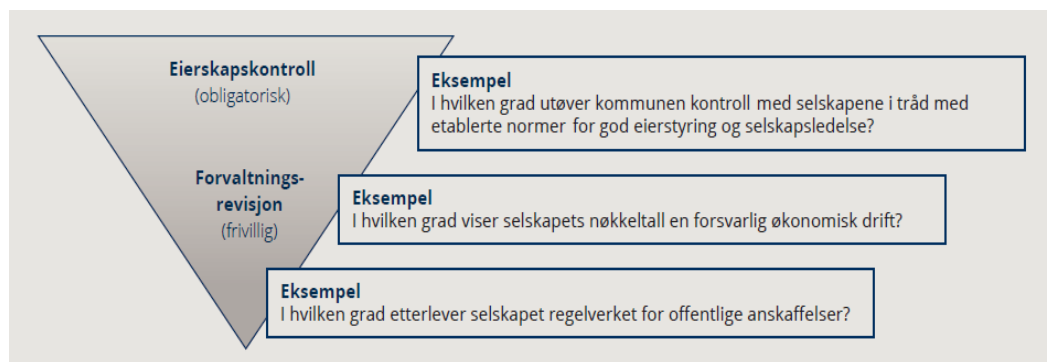 Eierskapskontroll
(obligatorisk)
Eksempel
I hvilken grad utøver kommunen kontroll med selskapene i tråd med
etablerte normer for god eierstyring og selskapsledelse?
Forvaltnings-
revisjon
(frivillig)
Eksempel
I hvilken grad viser selskapets nøkkeltall en forsvarlig økonomisk drift?
Eksempel
I hvilken grad etterlever selskapet regelverket for offentlige anskaffelser?